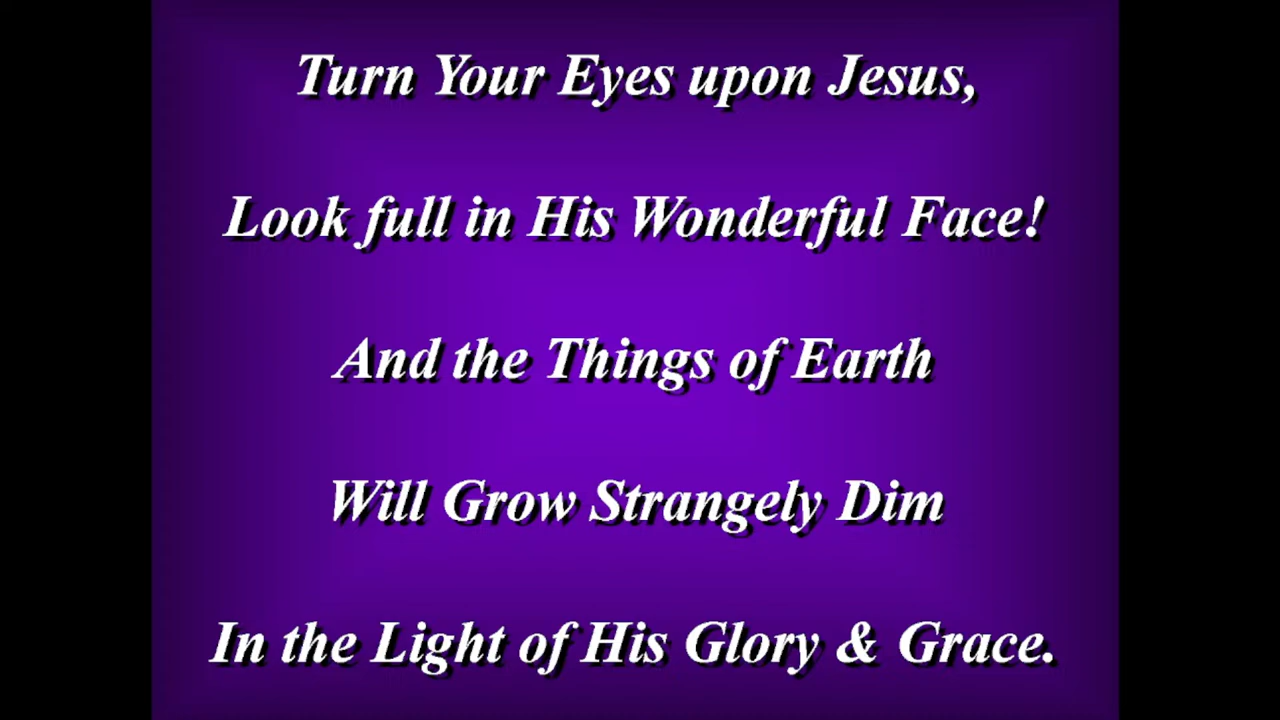 Turn Your Eyes upon Jesus,
Look full in His Wonderful Face!
And the Things of Earth
Will Grow Strangely Dim
In the Light of His Glory & Grace.